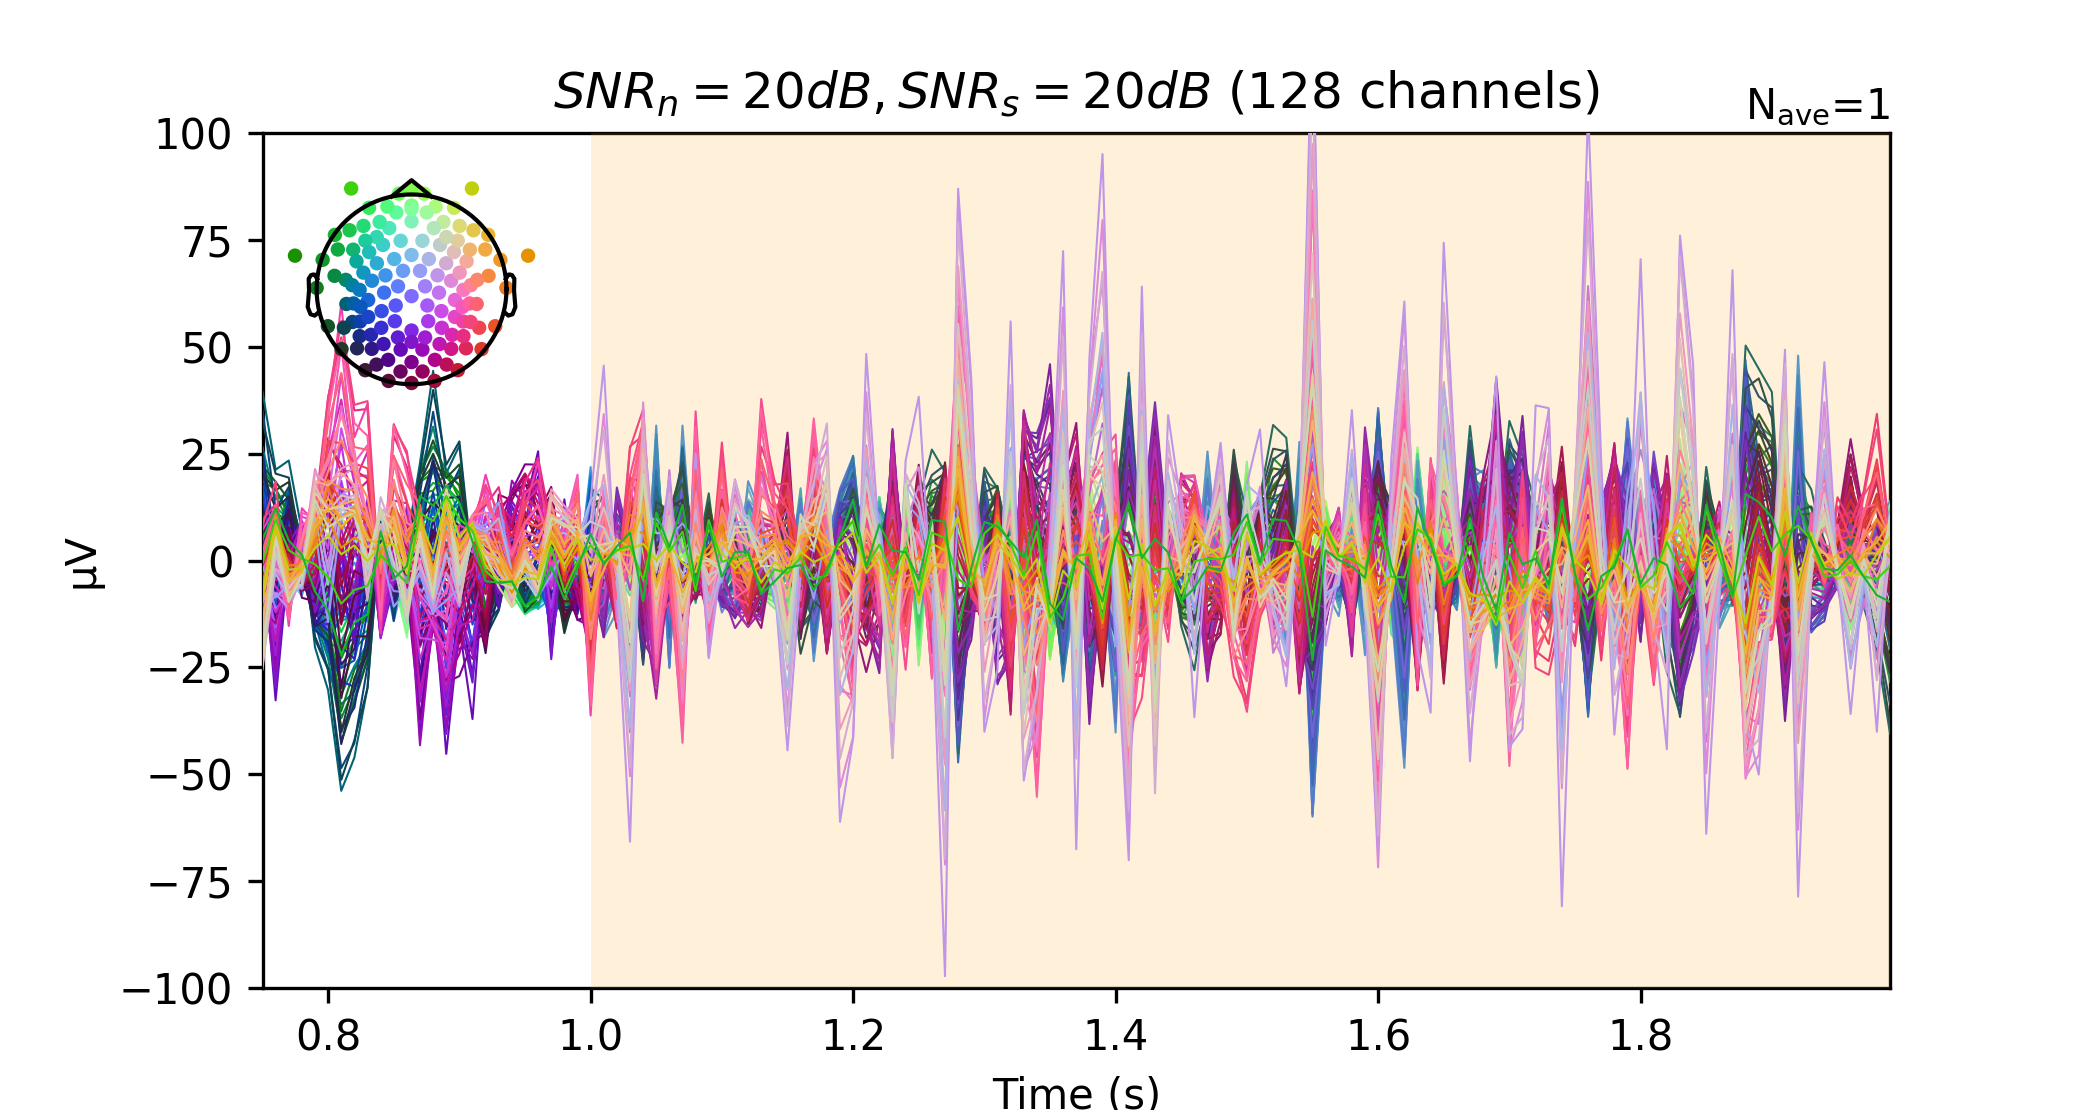 SNRn = 20dB, SNRs = 20dB (128 channels)
Nave=1
100
75
50
25
0
−25
−50
−75
−100
µV
0.8 1.0 1.2 1.4 1.6 1.8
Time (s)